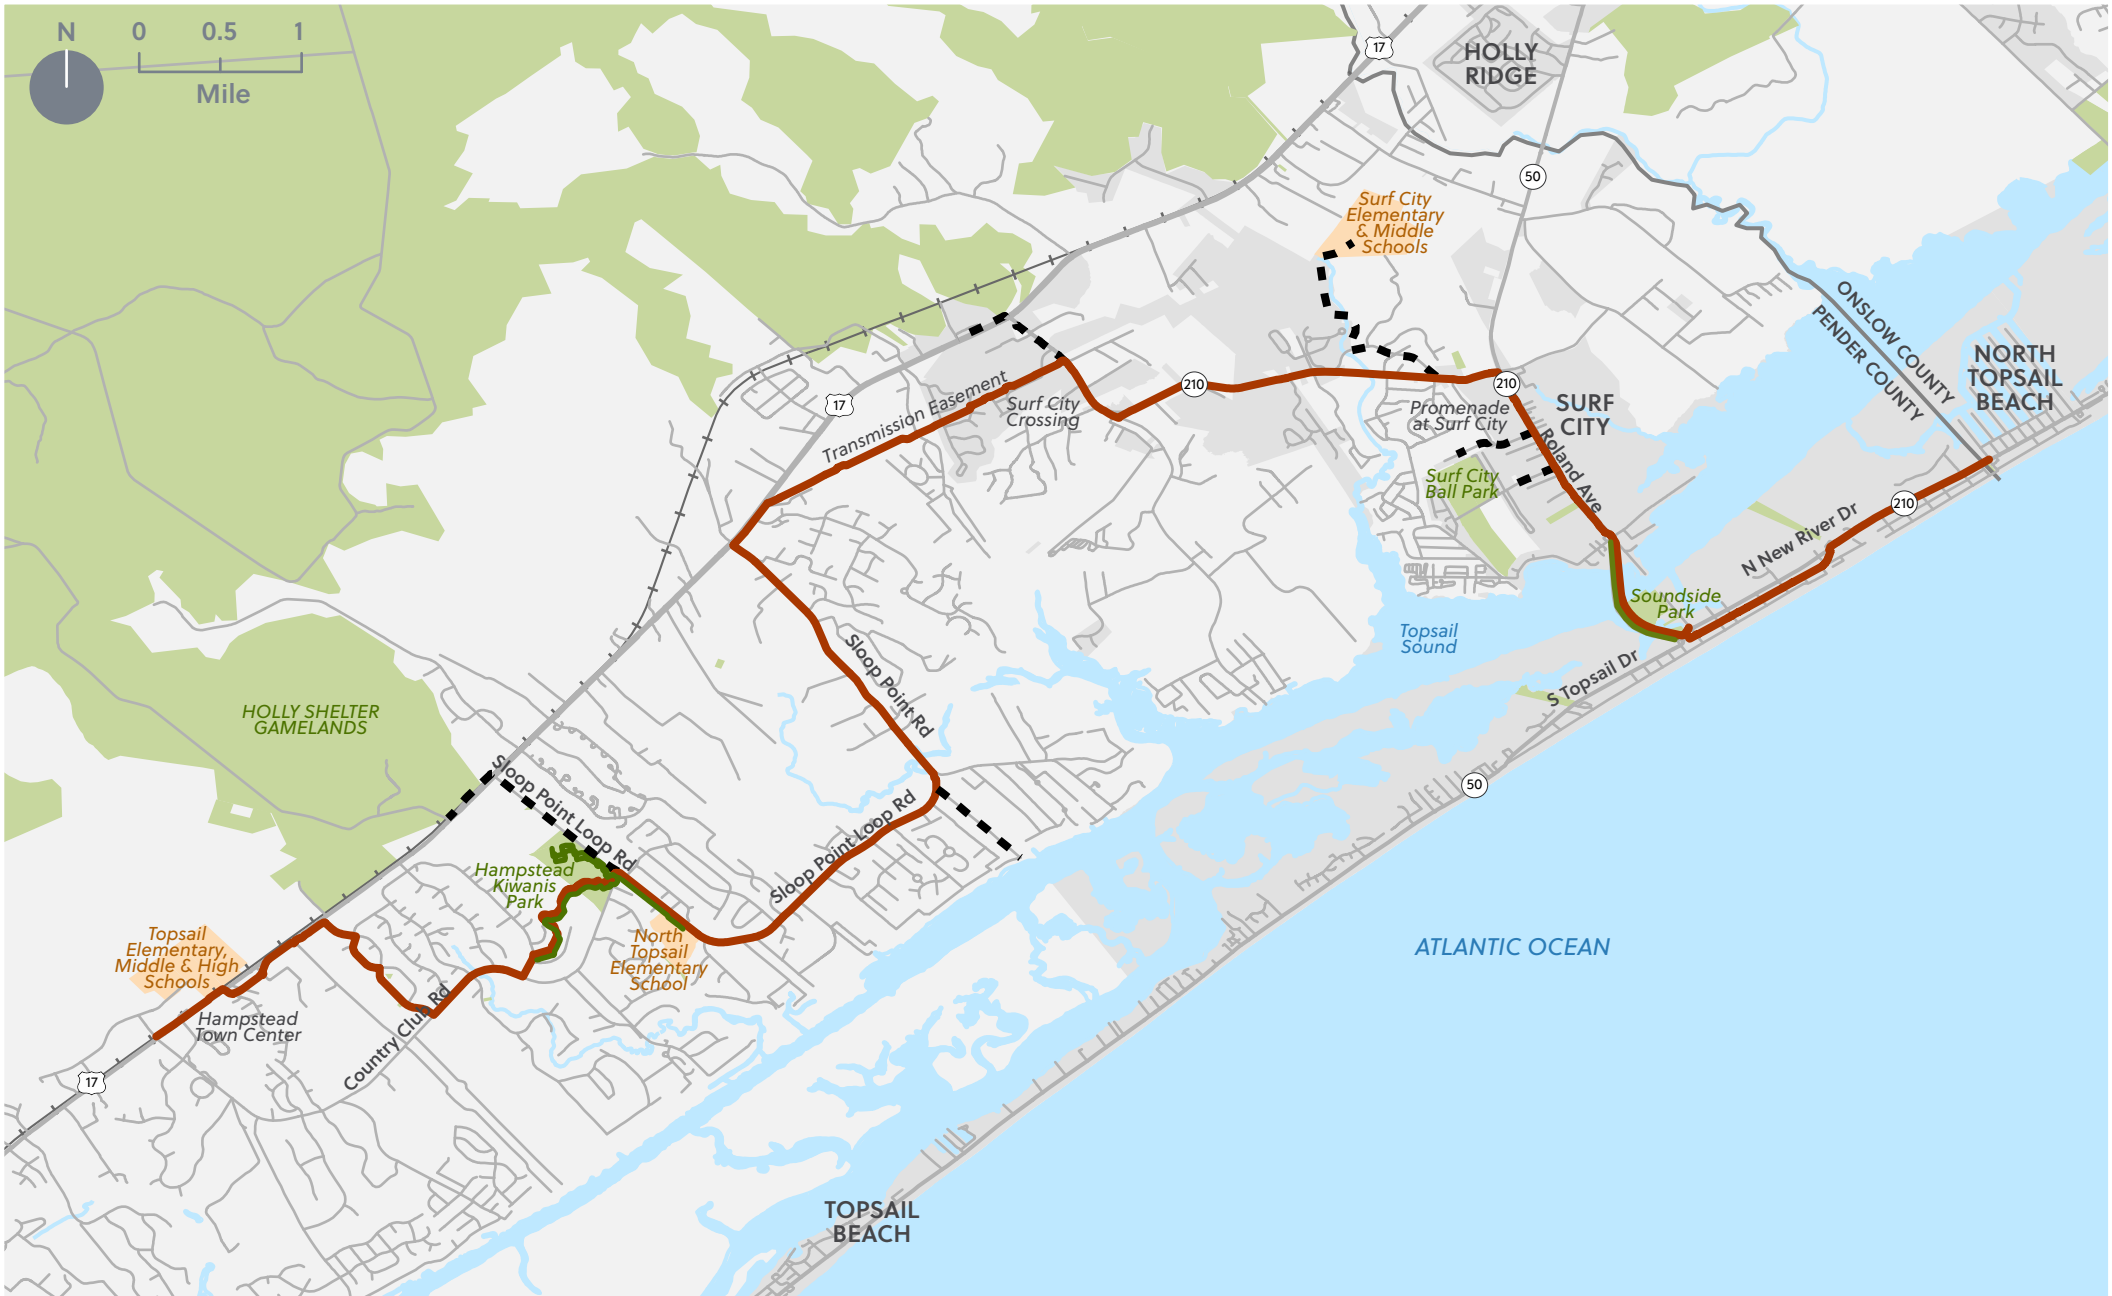 N
0 0.5 1
Mile
17
HOLLY
RIDGE
50
Surf City
Elementary
& Middle
Schools
ONSLOW COUNTY
PENDER COUNTY
NORTH
TOPSAIL
BEACH
17
Transmission Easement
Surf City
Crossing
210
210
Promenade
at Surf City
SURF
CITY
Roland Ave
Surf City
Ball Park
210
N New River Dr
Soundside
Park
Topsail
Sound
S Topsail Dr
Sloop Point Rd
HOLLY SHELTER
GAMELANDS
Sloop Point Loop Rd
Sloop Point Loop Rd
50
Hampstead
Kiwanis
Park
Topsail
Elementary,
Middle & High
Schools
North
Topsail
Elementary
School
ATLANTIC OCEAN
Hampstead
Town Center
Country Club Rd
17
TOPSAIL
BEACH